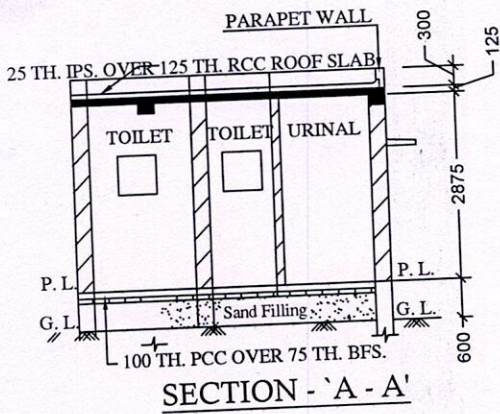 PARAPET WALL
300
125
25 TH. IPS. OVER 125 TH. RCC ROOF SLAB
TOILET
TOILET
URINAL
2875
P. L.
P. L.
G. L.
Sand Filling
G. L.
600
100 TH. PCC OVER 75 TH. BFS.
SECTION - `A - A'